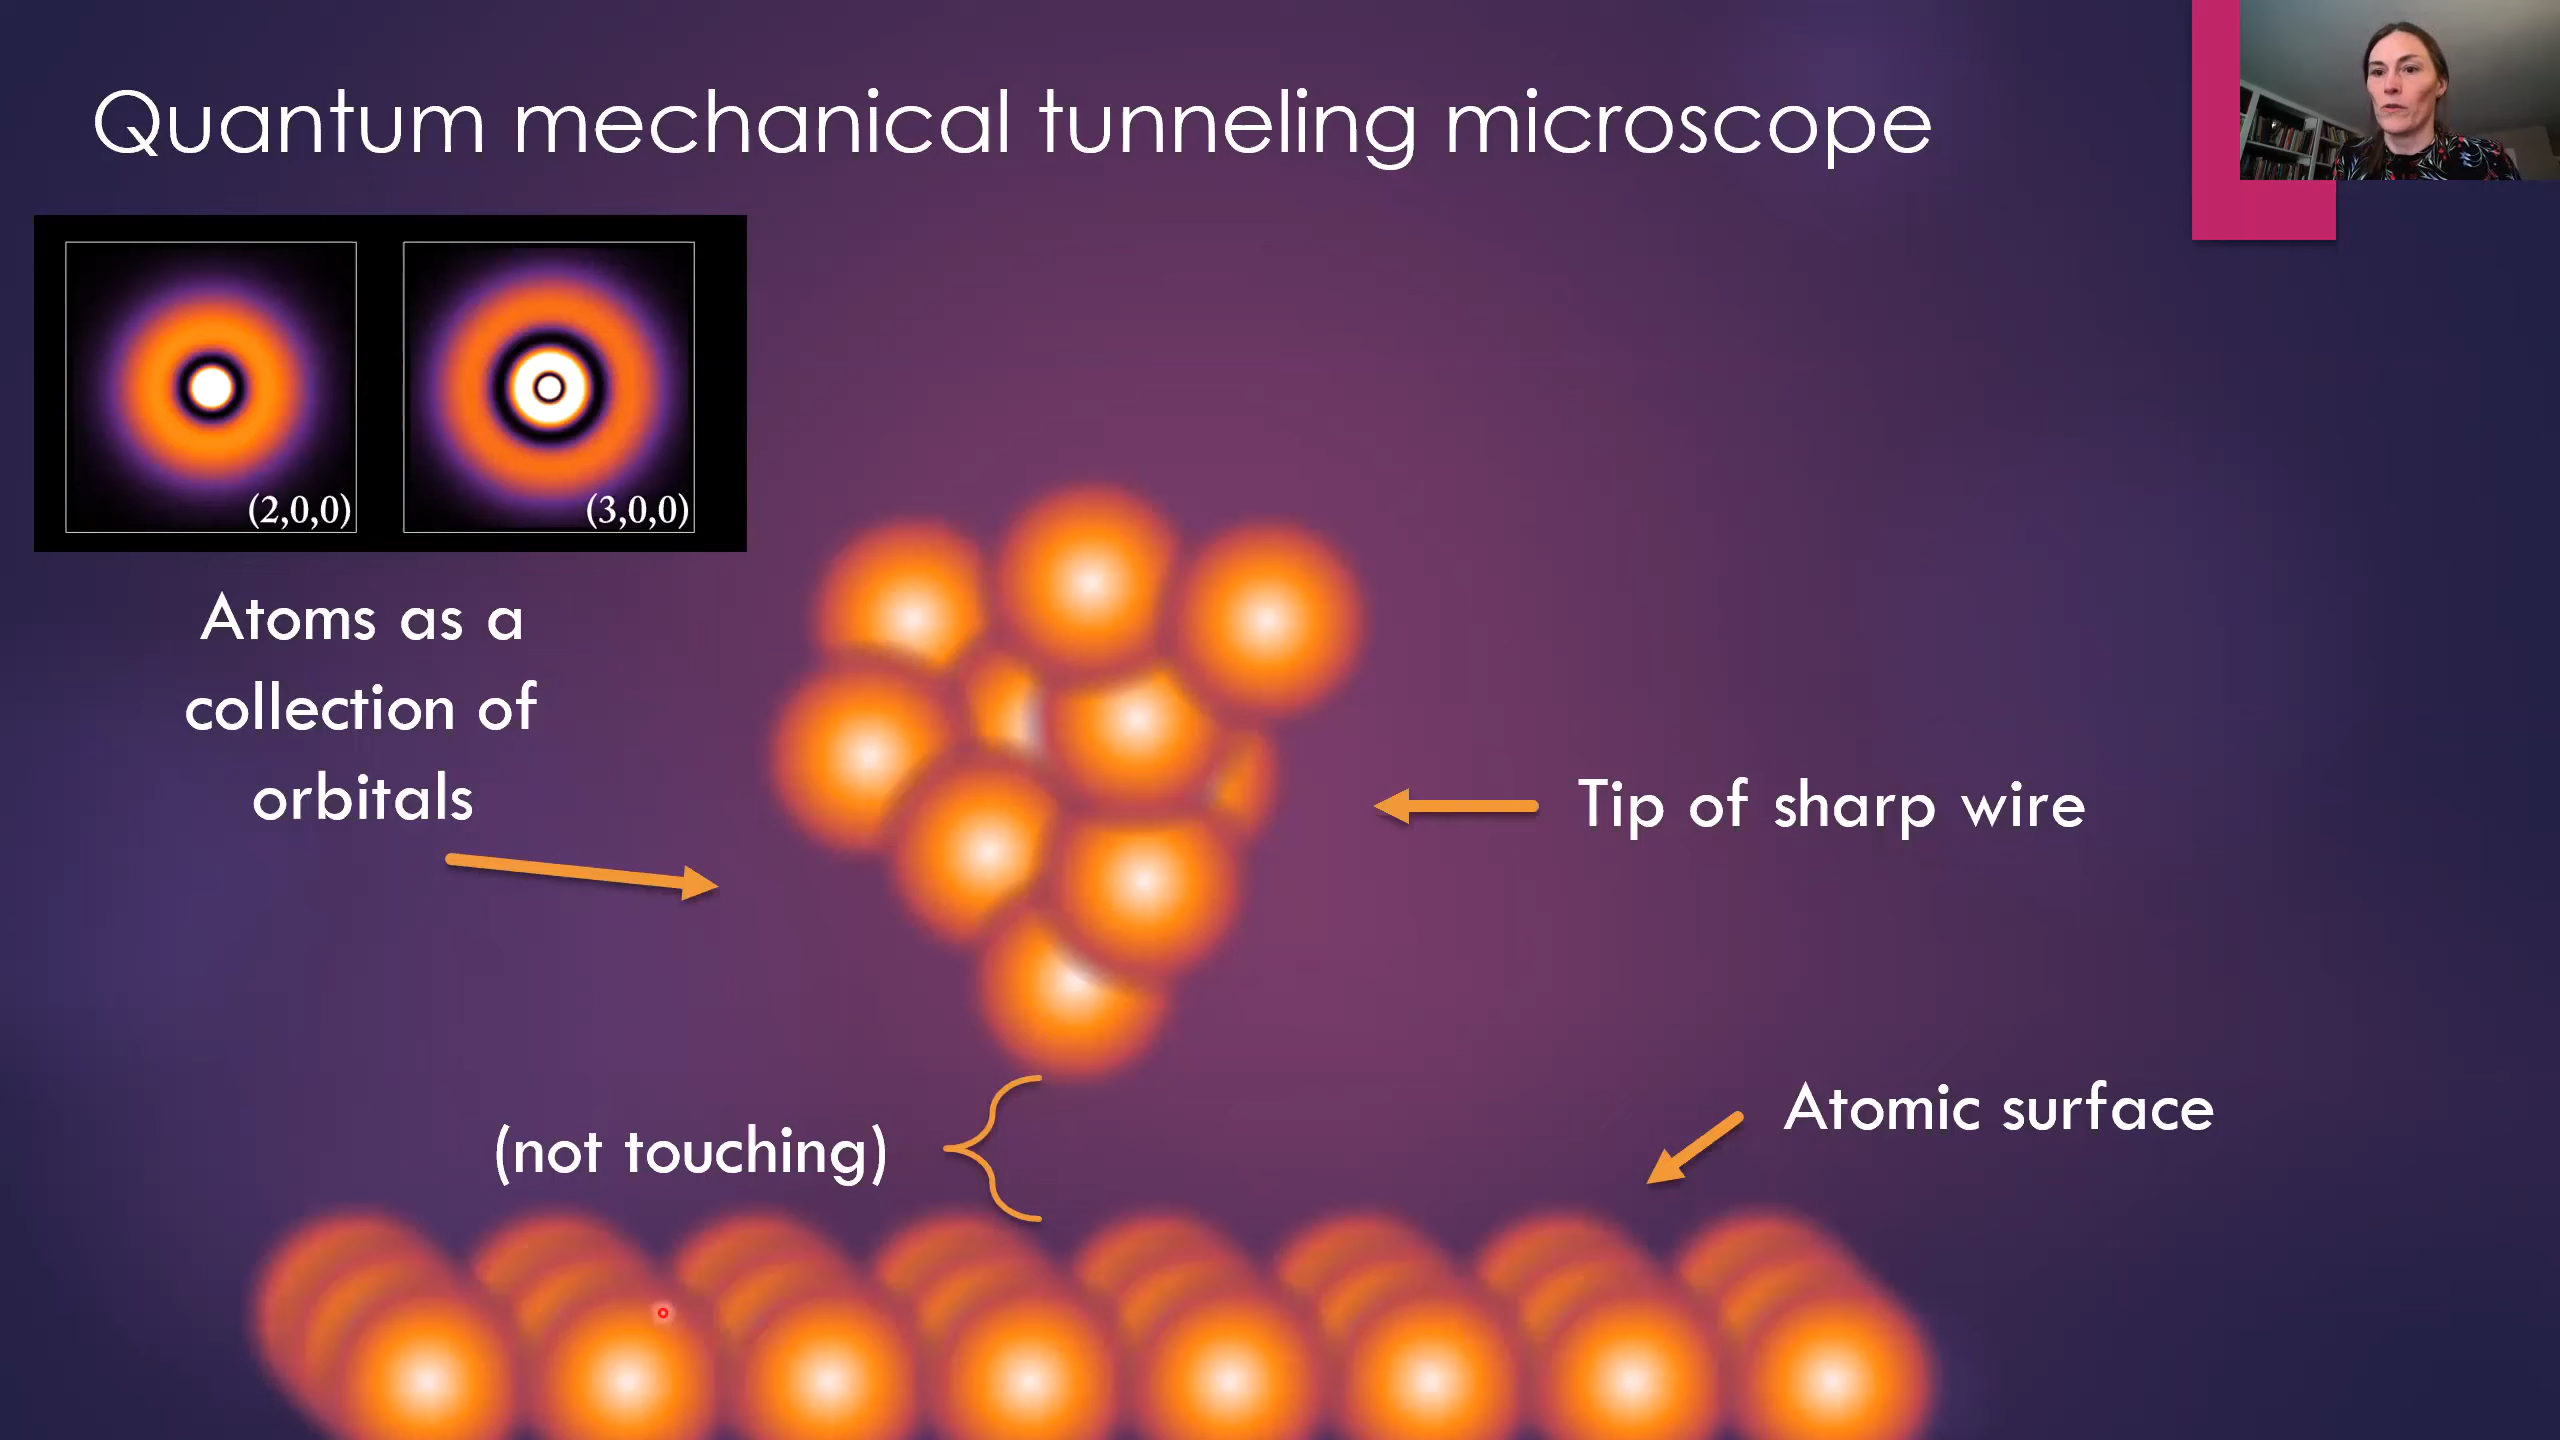 Quantum mechanical tunneling microscope
(2,0,0)
(3,0,0)
Atoms as a
collection of
orbitals
Tip of sharp wire
Atomic surface
(not touching)